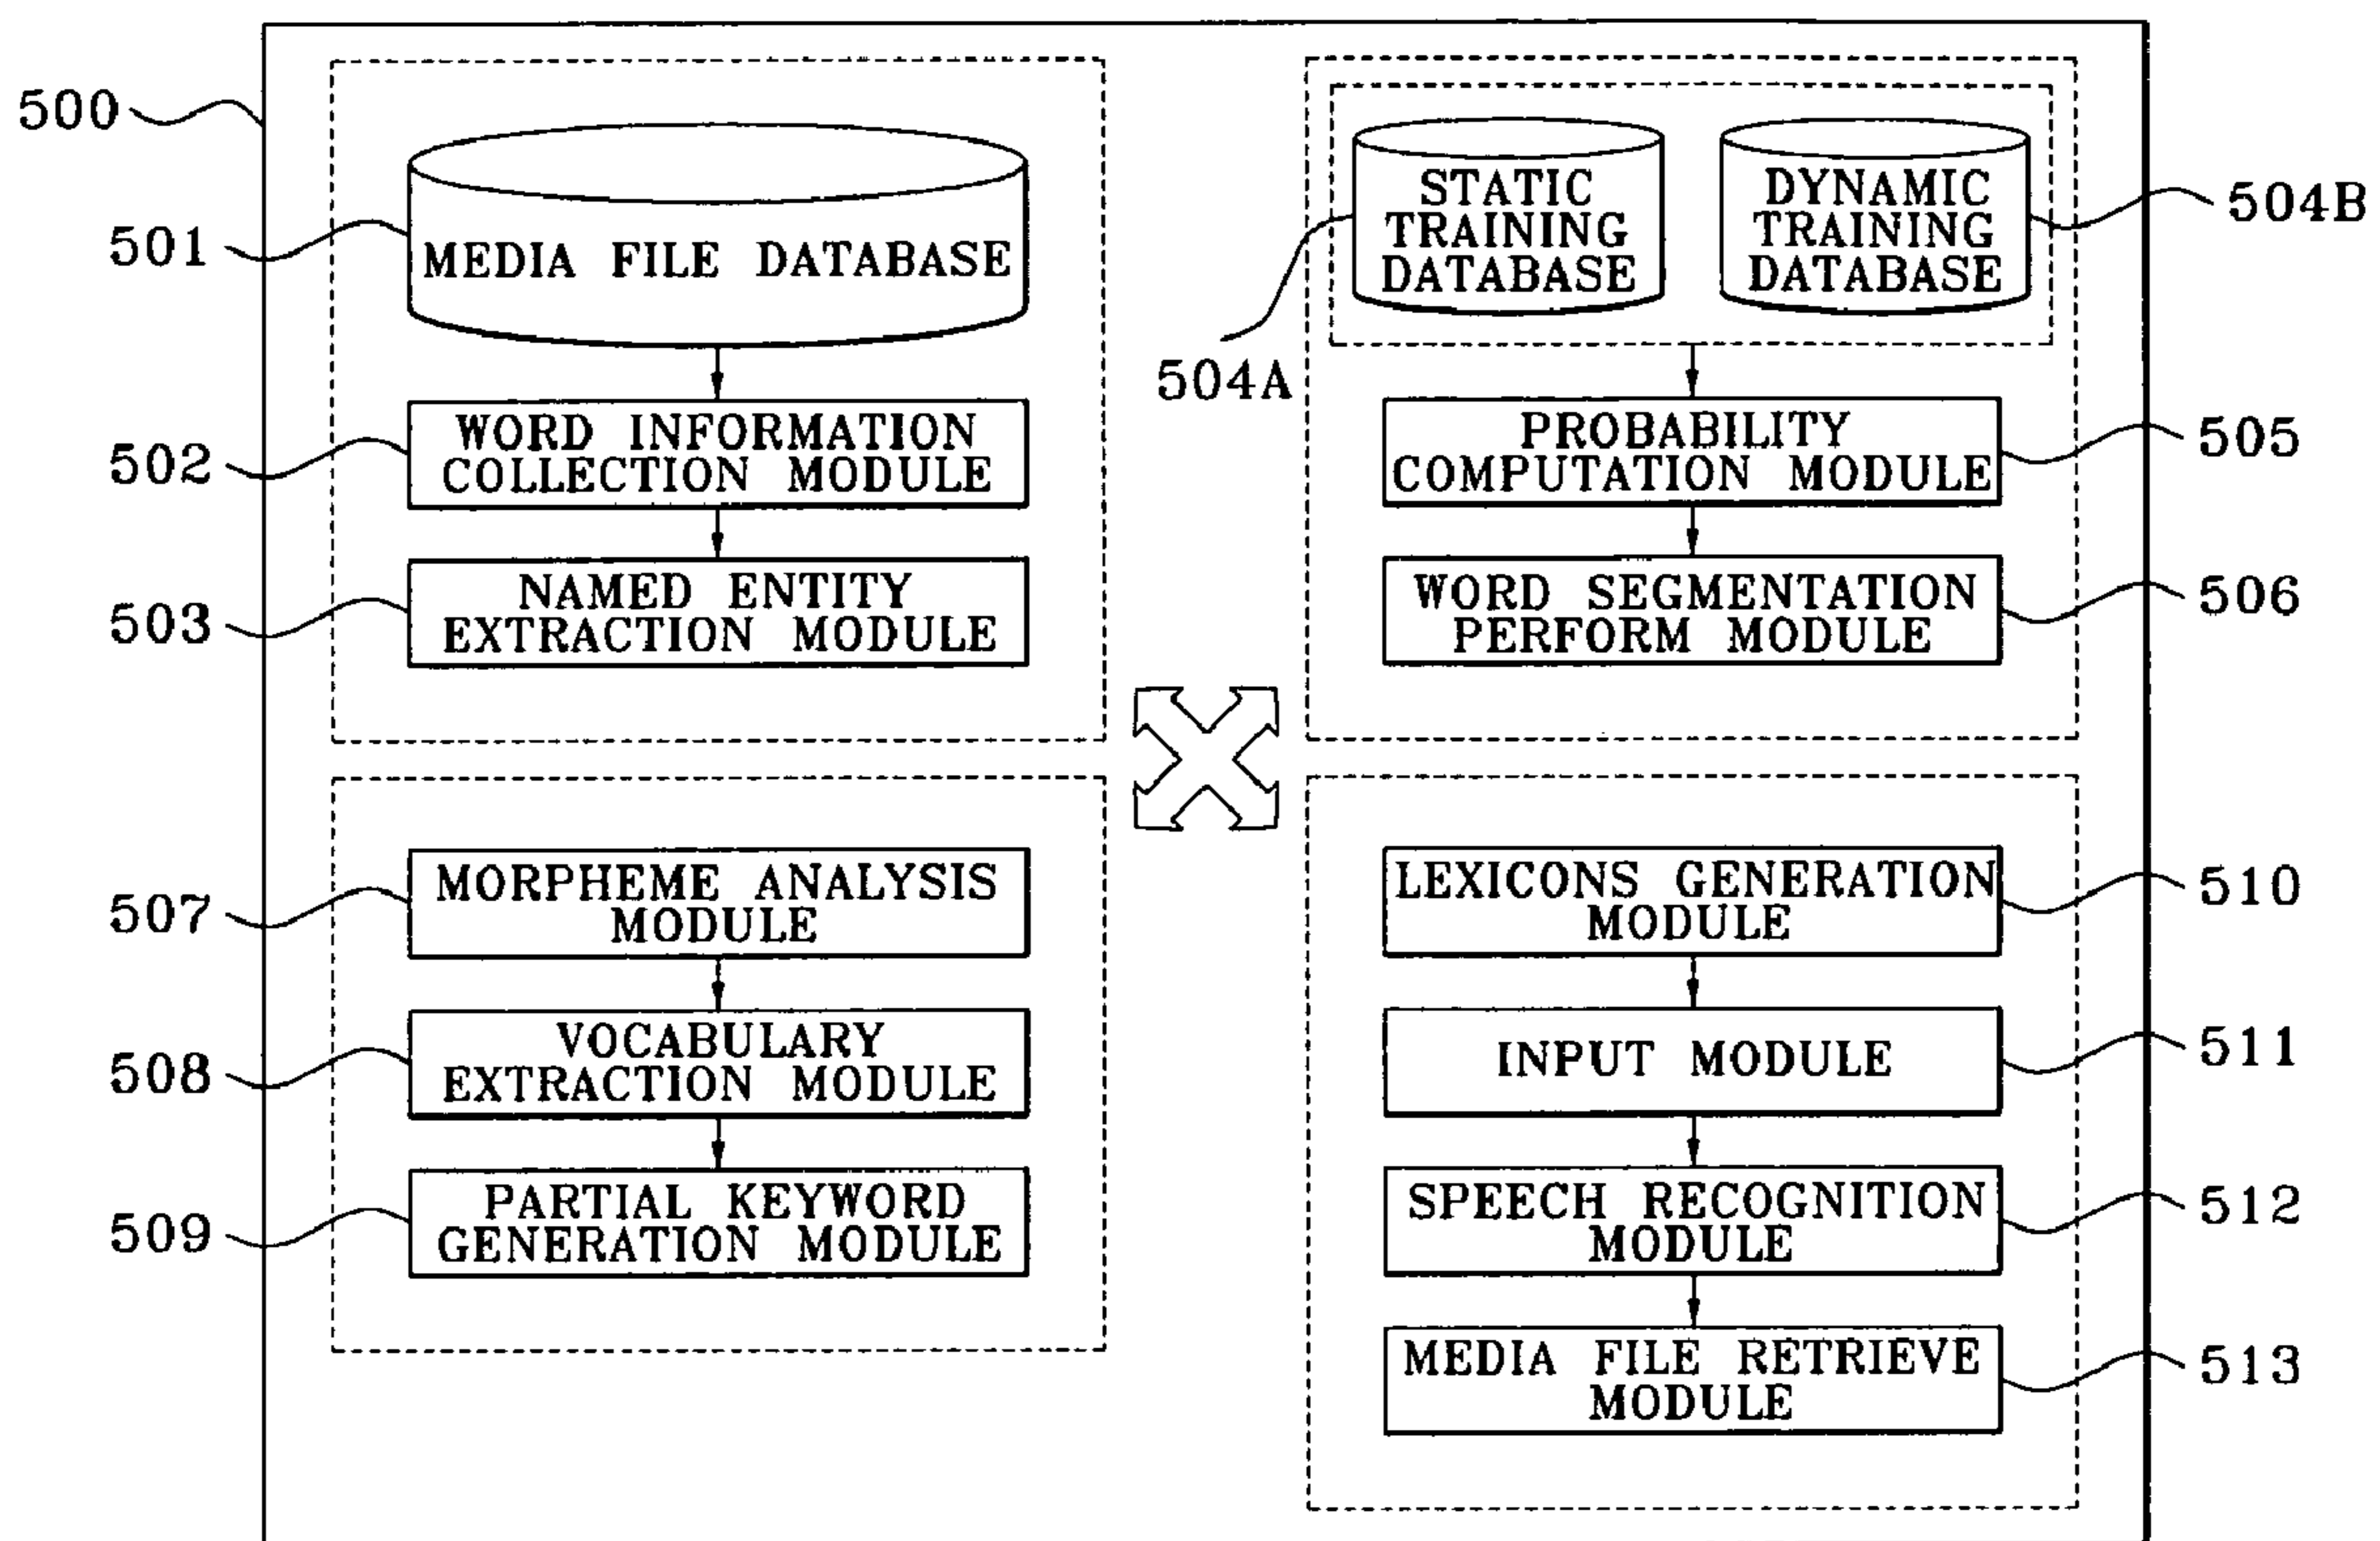 500
501
MEDIA FILE DATABASE
502
WORD INFORMATION
COLLECTION MODULE
503
NAMED ENTITY
EXTRACTION MODULE
STATIC
TRAINING
DATABASE
DYNAMIC
TRAINING
DATABASE
504B
504A
PROBABILITY
COMPUTATION MODULE
505
WORD SEGMENTATION
PERFORM MODULE
506
507
MORPHEME ANALYSIS
MODULE
508
VOCABULARY
EXTRACTION MODULE
509
PARTIAL KEYWORD
GENERATION MODULE
LEXICONS GENERATION
MODULE
510
INPUT MODULE
511
SPEECH RECOGNITION
MODULE
512
MEDIA FILE RETRIEVE
MODULE
513